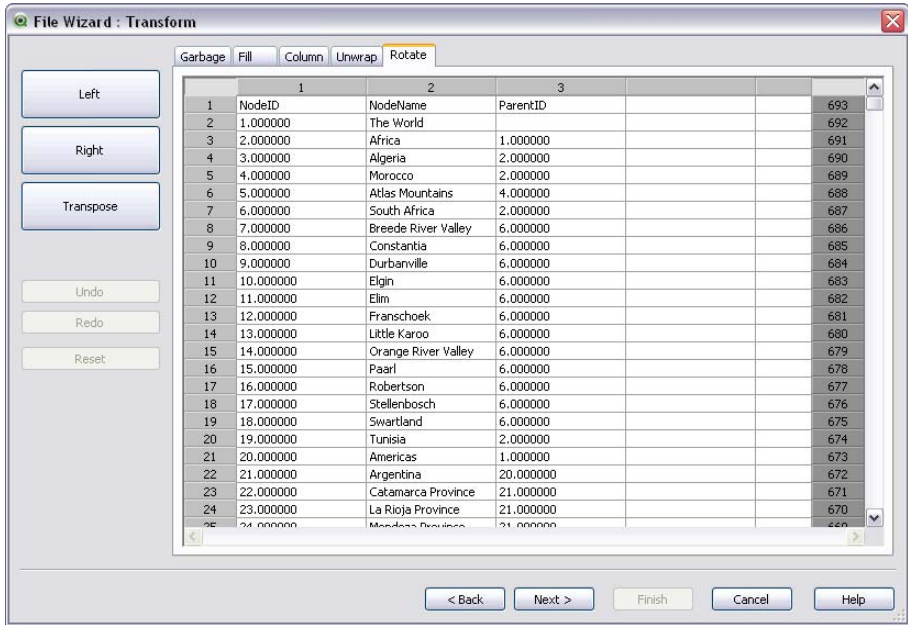 File Wizard : Transform
Garbage Fill Column Unwrap Rotate
Left
Right
Transpose
Undo
Redo
Reset
1 2 3
1 NodeID NodeName ParentID 693
2 1.000000 The World 692
3 2.000000 Africa 1.000000 691
4 3.000000 Algeria 2.000000 690
5 4.000000 Morocco 2.000000 689
6 5.000000 Atlas Mountains 4.000000 688
7 6.000000 South Africa 2.000000 687
8 7.000000 Breede River Valley 6.000000 686
9 8.000000 Constantia 6.000000 685
10 9.000000 Durbanville 6.000000 684
11 10.000000 Elgin 6.000000 683
12 11.000000 Elim 6.000000 682
13 12.000000 Franschoek 6.000000 681
14 13.000000 Little Karoo 6.000000 680
15 14.000000 Orange River Valley 6.000000 679
16 15.000000 Paarl 6.000000 678
17 16.000000 Robertson 6.000000 677
18 17.000000 Stellenbosch 6.000000 676
19 18.000000 Swartland 6.000000 675
20 19.000000 Tunisia 2.000000 674
21 20.000000 Americas 1.000000 673
22 21.000000 Argentina 20.000000 672
23 22.000000 Catamarca Province 21.000000 671
24 23.000000 La Rioja Province 21.000000 670
25 24.000000 Mendoza Province 21.000000 669
< Back Next > Finish Cancel Help